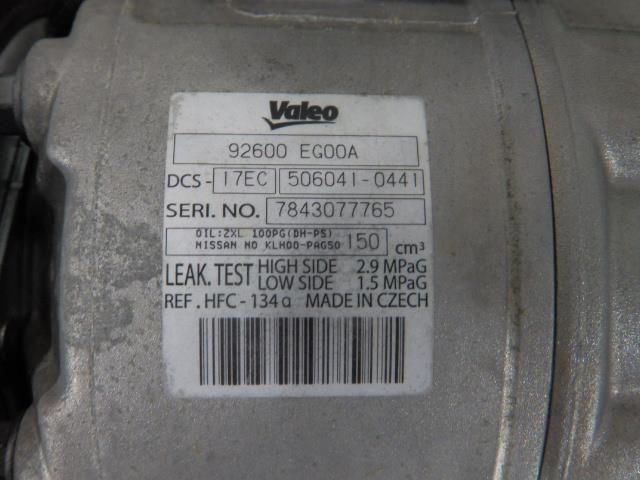 Valeo
92600 EG00A
DCS- 17EC 506041-0441
SERI. NO. 7843077765
OIL:ZXL 100PG(DH-PS)
NISSAN NO KLH00-PAGS0 150 cm³
LEAK. TEST HIGH SIDE 2.9 MPaG
LOW SIDE 1.5 MPaG
REF. HFC-134a MADE IN CZECH